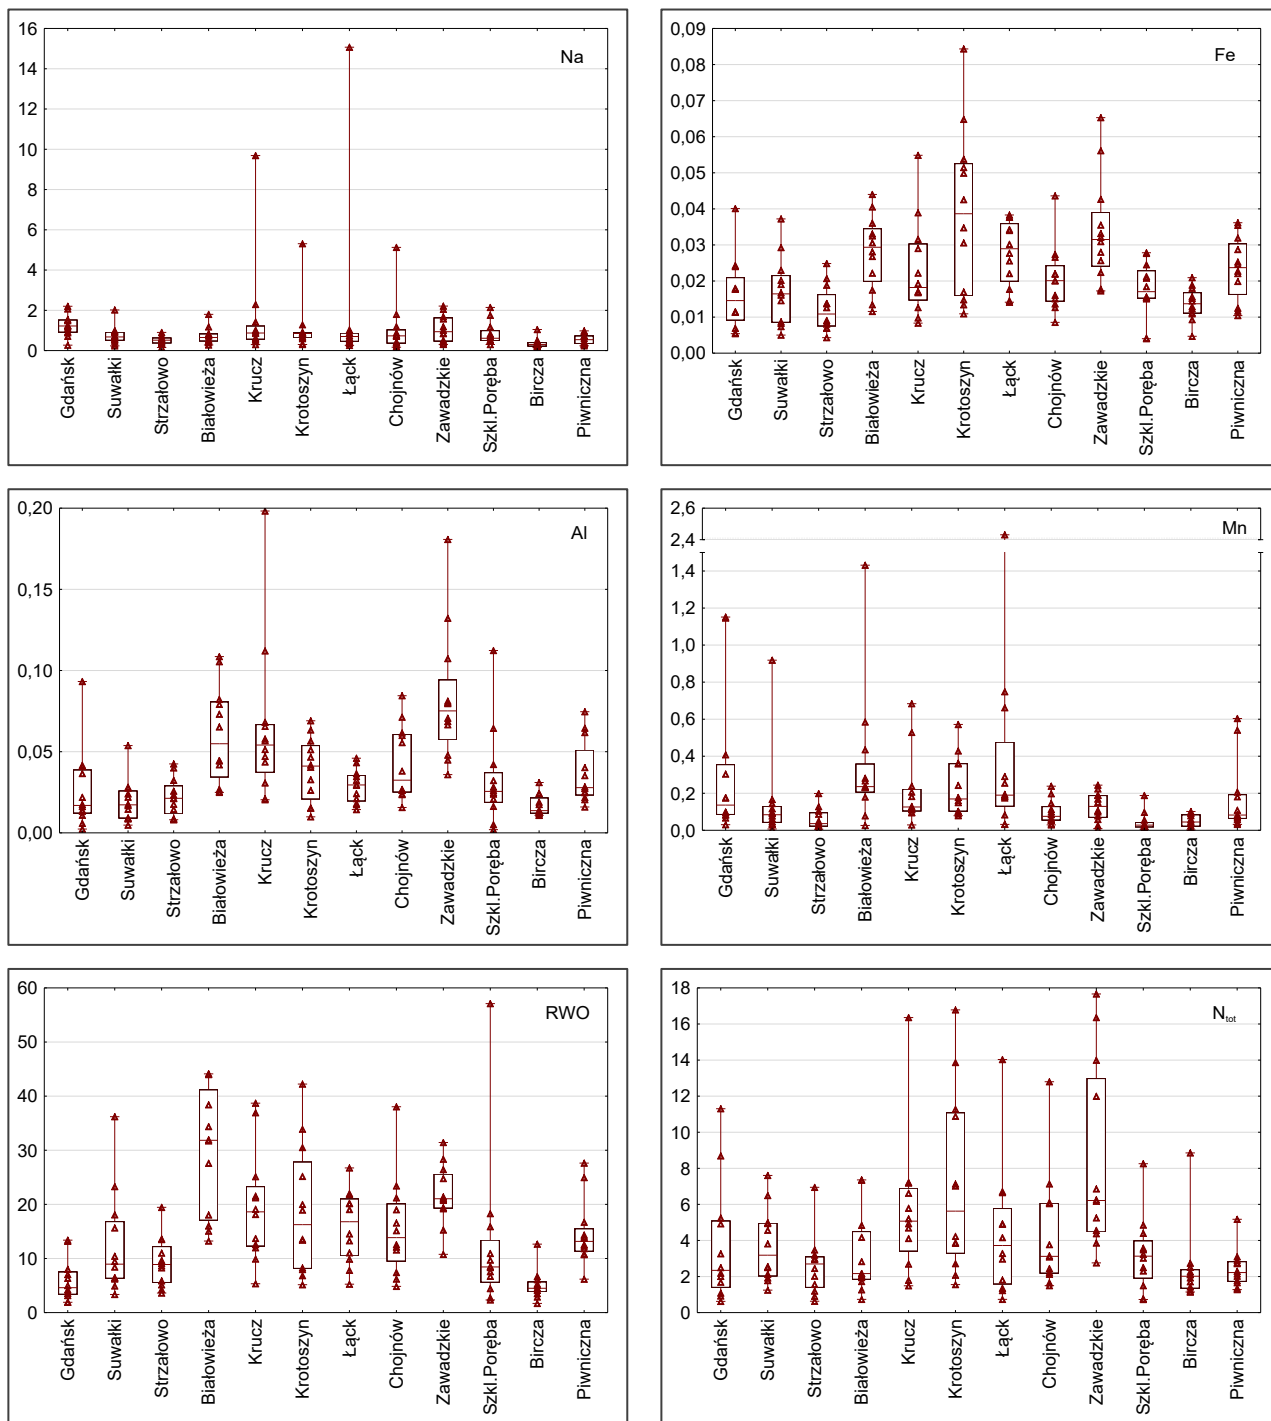 Na
16
14
12
10
8
6
4
2
0
Gdańsk
Suwałki
Strzałowo
Białowieża
Krucz
Krotoszyn
Łąck
Chojnów
Zawadzkie
Szkl.Poręba
Bircza
Piwniczna
Fe
0,09
0,08
0,07
0,06
0,05
0,04
0,03
0,02
0,01
0,00
Gdańsk
Suwałki
Strzałowo
Białowieża
Krucz
Krotoszyn
Łąck
Chojnów
Zawadzkie
Szkl.Poręba
Bircza
Piwniczna
Al
0,20
0,15
0,10
0,05
0,00
Gdańsk
Suwałki
Strzałowo
Białowieża
Krucz
Krotoszyn
Łąck
Chojnów
Zawadzkie
Szkl.Poręba
Bircza
Piwniczna
Mn
2,6
2,4
1,4
1,2
1,0
0,8
0,6
0,4
0,2
0,0
Gdańsk
Suwałki
Strzałowo
Białowieża
Krucz
Krotoszyn
Łąck
Chojnów
Zawadzkie
Szkl.Poręba
Bircza
Piwniczna
RWO
60
50
40
30
20
10
0
Gdańsk
Suwałki
Strzałowo
Białowieża
Krucz
Krotoszyn
Łąck
Chojnów
Zawadzkie
Szkl.Poręba
Bircza
Piwniczna
Ntot
18
16
14
12
10
8
6
4
2
0
Gdańsk
Suwałki
Strzałowo
Białowieża
Krucz
Krotoszyn
Łąck
Chojnów
Zawadzkie
Szkl.Poręba
Bircza
Piwniczna